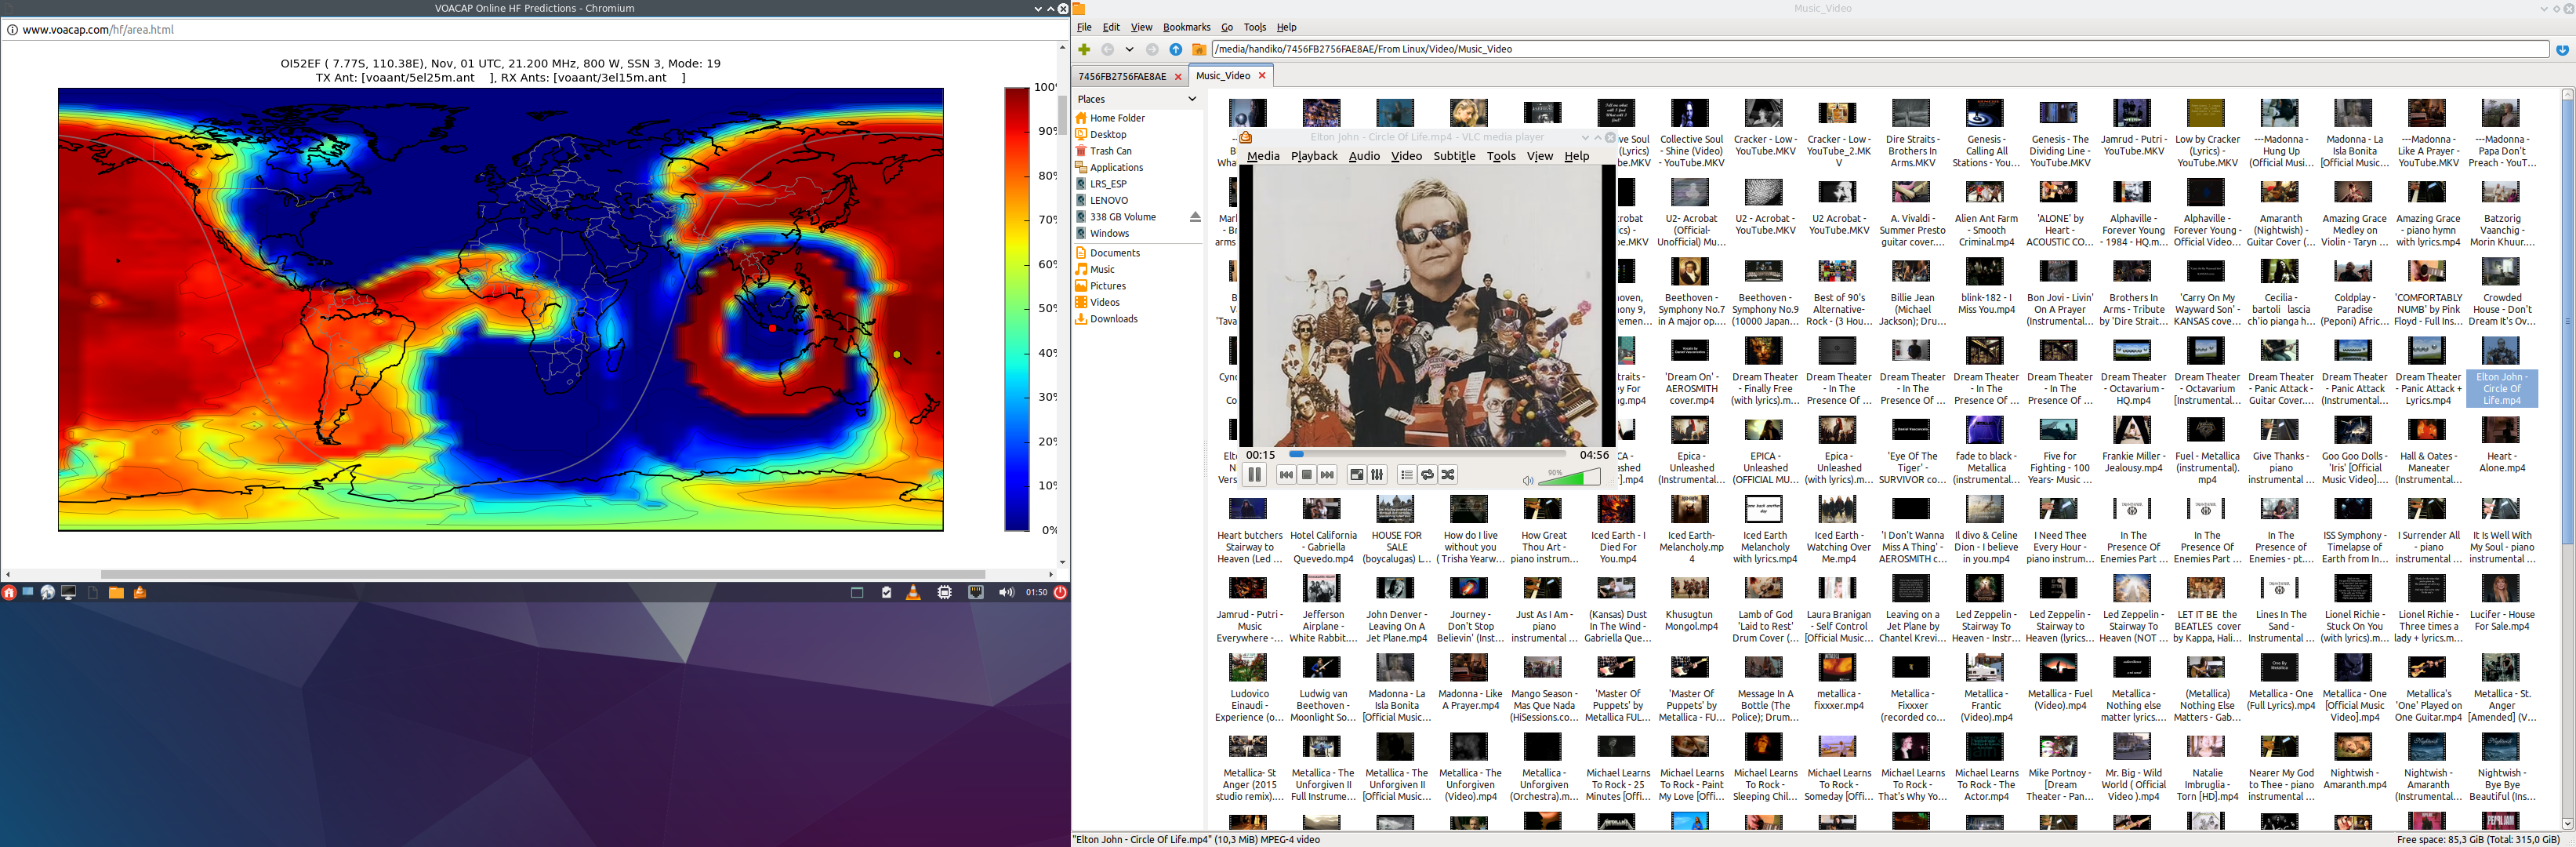 VOACAP Online HF Predictions - Chromium
www.voacap.com/hf/area.html
OI52EF ( 7.77S, 110.38E), Nov, 01 UTC, 21.200 MHz, 800 W, SSN 3, Mode: 19
TX Ant: [voaant/5el25m.ant ], RX Ants: [voaant/3el15m.ant ]
100%
90%
80%
70%
60%
50%
40%
30%
20%
10%
0%
01:50
Music_Video
File Edit View Bookmarks Go Tools Help
/media/handiko/7456FB2756FAE8AE/From Linux/Video/Music_Video
7456FB2756FAE8AE
Music_Video
Places
Home Folder
Desktop
Trash Can
Applications
LRS_ESP
LENOVO
338 GB Volume
Windows
Documents
Music
Pictures
Videos
Downloads
Elton John - Circle Of Life.mp4 - VLC media player
Media Playback Audio Video Subtitle Tools View Help
00:15
04:56
90%
Collective Soul
- Shine (Video)
- YouTube.MKV
Cracker - Low -
YouTube.MKV
Cracker - Low -
YouTube_2.MK
V
Dire Straits -
Brothers In
Arms.MKV
Genesis -
Calling All
Stations - You...
Genesis - The
Dividing Line -
YouTube.MKV
Jamrud - Putri -
YouTube.MKV
Low by Cracker
(Lyrics) -
YouTube.MKV
---Madonna -
Hung Up
(Official Music...
Madonna - La
Isla Bonita
[Official Music...
---Madonna -
Like A Prayer -
YouTube.MKV
---Madonna -
Papa Don't
Preach - YouT...
U2- Acrobat
(Official-
Unofficial) Mu...
U2 - Acrobat -
YouTube.MKV
U2 Acrobat -
YouTube.MKV
A. Vivaldi -
Summer Presto
guitar cover....
Alien Ant Farm
- Smooth
Criminal.mp4
'ALONE' by
Heart -
ACOUSTIC CO...
Alphaville -
Forever Young
- 1984 - HQ.m...
Alphaville -
Forever Young -
Official Video...
Amaranth
(Nightwish) -
Guitar Cover (...
Amazing Grace
Medley on
Violin - Taryn ...
Amazing Grace
- piano hymn
with lyrics.mp4
Batzorig
Vaanchig -
Morin Khuur....
Beethoven -
Symphony No.7
in A major op...
Beethoven -
Symphony No.9
(10000 Japan...
Best of 90's
Alternative-
Rock - (3 Hou...
Billie Jean
(Michael
Jackson); Dru...
blink-182 - I
Miss You.mp4
Bon Jovi - Livin'
On A Prayer
(Instrumental...
Brothers In
Arms - Tribute
by 'Dire Strait...
'Carry On My
Wayward Son' -
KANSAS cove...
Cecilia -
bartoli lascia
ch'io pianga h...
Coldplay -
Paradise
(Peponi) Afric...
'COMFORTABLY
NUMB' by Pink
Floyd - Full Ins...
Crowded
House - Don't
Dream It's Ov...
'Dream On' -
AEROSMITH
cover.mp4
Dream Theater
- Finally Free
(with lyrics).m...
Dream Theater
- In The
Presence Of ...
Dream Theater
- In The
Presence Of ...
Dream Theater
- In The
Presence Of ...
Dream Theater
- Octavarium -
HQ.mp4
Dream Theater
- Octavarium
[Instrumental...
Dream Theater
- Panic Attack -
Guitar Cover....
Dream Theater
- Panic Attack
(Instrumental...
Dream Theater
- Panic Attack +
Lyrics.mp4
Elton John -
Circle Of
Life.mp4
Epica -
Unleashed
(Instrumental...
EPICA -
Unleashed
(OFFICIAL MU...
Epica -
Unleashed
(with lyrics).m...
'Eye Of The
Tiger' -
SURVIVOR co...
fade to black -
Metallica
(instrumental...
Five for
Fighting - 100
Years- Music ...
Frankie Miller -
Jealousy.mp4
Fuel - Metallica
(instrumental).
mp4
Give Thanks -
piano
instrumental ...
Goo Goo Dolls -
'Iris' [Official
Music Video]....
Hall & Oates -
Maneater
(Instrumental...
Heart -
Alone.mp4
Heart butchers
Stairway to
Heaven (Led ...
Hotel California
- Gabriella
Quevedo.mp4
HOUSE FOR
SALE
(boycalugas) L...
How do I live
without you
( Trisha Yearw...
How Great
Thou Art -
piano instrum...
Iced Earth - I
Died For
You.mp4
Iced Earth-
Melancholy.mp
4
Iced Earth
Melancholy
with lyrics.mp4
Iced Earth -
Watching Over
Me.mp4
'I Don't Wanna
Miss A Thing' -
AEROSMITH c...
Il divo & Celine
Dion - I believe
in you.mp4
I Need Thee
Every Hour -
piano instrum...
In The
Presence Of
Enemies Part ...
In The
Presence Of
Enemies Part ...
In The
Presence of
Enemies - pt....
ISS Symphony -
Timelapse of
Earth from In...
I Surrender All
- piano
instrumental ...
It Is Well With
My Soul - piano
instrumental ...
Jamrud - Putri -
Music
Everywhere -...
Jefferson
Airplane -
White Rabbit....
John Denver -
Leaving On A
Jet Plane.mp4
Journey -
Don't Stop
Believin' (Inst...
Just As I Am -
piano
instrumental ...
(Kansas) Dust
In The Wind -
Gabriella Que...
Khusugtun
Mongol.mp4
Lamb of God
'Laid to Rest'
Drum Cover (...
Laura Branigan
- Self Control
[Official Music...
Leaving on a
Jet Plane by
Chantel Krevi...
Led Zeppelin -
Stairway To
Heaven - Instr...
Led Zeppelin -
Stairway to
Heaven (lyrics...
Led Zeppelin -
Stairway To
Heaven (NOT ...
LET IT BE the
BEATLES cover
by Kappa, Hali...
Lines In The
Sand -
Instrumental ...
Lionel Richie -
Stuck On You
(with lyrics).m...
Lionel Richie -
Three times a
lady + lyrics.m...
Lucifer - House
For Sale.mp4
Ludovico
Einaudi -
Experience (o...
Ludwig van
Beethoven -
Moonlight So...
Madonna - La
Isla Bonita
[Official Music...
Madonna - Like
A Prayer.mp4
Mango Season -
Mas Que Nada
(HiSessions.co...
'Master Of
Puppets' by
Metallica FUL...
'Master Of
Puppets' by
Metallica - FU...
Message In A
Bottle (The
Police); Drum...
metallica -
fixxxer.mp4
Metallica -
Fixxxer
(recorded co...
Metallica -
Frantic
(Video).mp4
Metallica - Fuel
(Video).mp4
Metallica -
Nothing else
matter lyrics....
(Metallica)
Nothing Else
Matters - Gab...
Metallica - One
(Full Lyrics).mp4
Metallica - One
[Official Music
Video].mp4
Metallica's
'One' Played on
One Guitar.mp4
Metallica - St.
Anger
[Amended] (V...
Metallica- St
Anger (2015
studio remix)....
Metallica - The
Unforgiven II
Full Instrume...
Metallica - The
Unforgiven II
[Official Music...
Metallica - The
Unforgiven
(Video).mp4
Metallica -
Unforgiven
(Orchestra).m...
Michael Learns
To Rock - 25
Minutes [Offi...
Michael Learns
To Rock - Paint
My Love [Offi...
Michael Learns
To Rock -
Sleeping Chil...
Michael Learns
To Rock -
Someday [Offi...
Michael Learns
To Rock -
That's Why Yo...
Michael Learns
To Rock - The
Actor.mp4
Mike Portnoy -
[Dream
Theater - Pan...
Mr. Big - Wild
World ( Official
Video ).mp4
Natalie
Imbruglia -
Torn [HD].mp4
Nearer My God
to Thee - piano
instrumental ...
Nightwish -
Amaranth.mp4
Nightwish -
Amaranth
(Instrumental...
Nightwish -
Bye Bye
Beautiful (Ins...
"Elton John - Circle Of Life.mp4" (10,3 MiB) MPEG-4 video
Free space: 85,3 GiB (Total: 315,0 GiB)